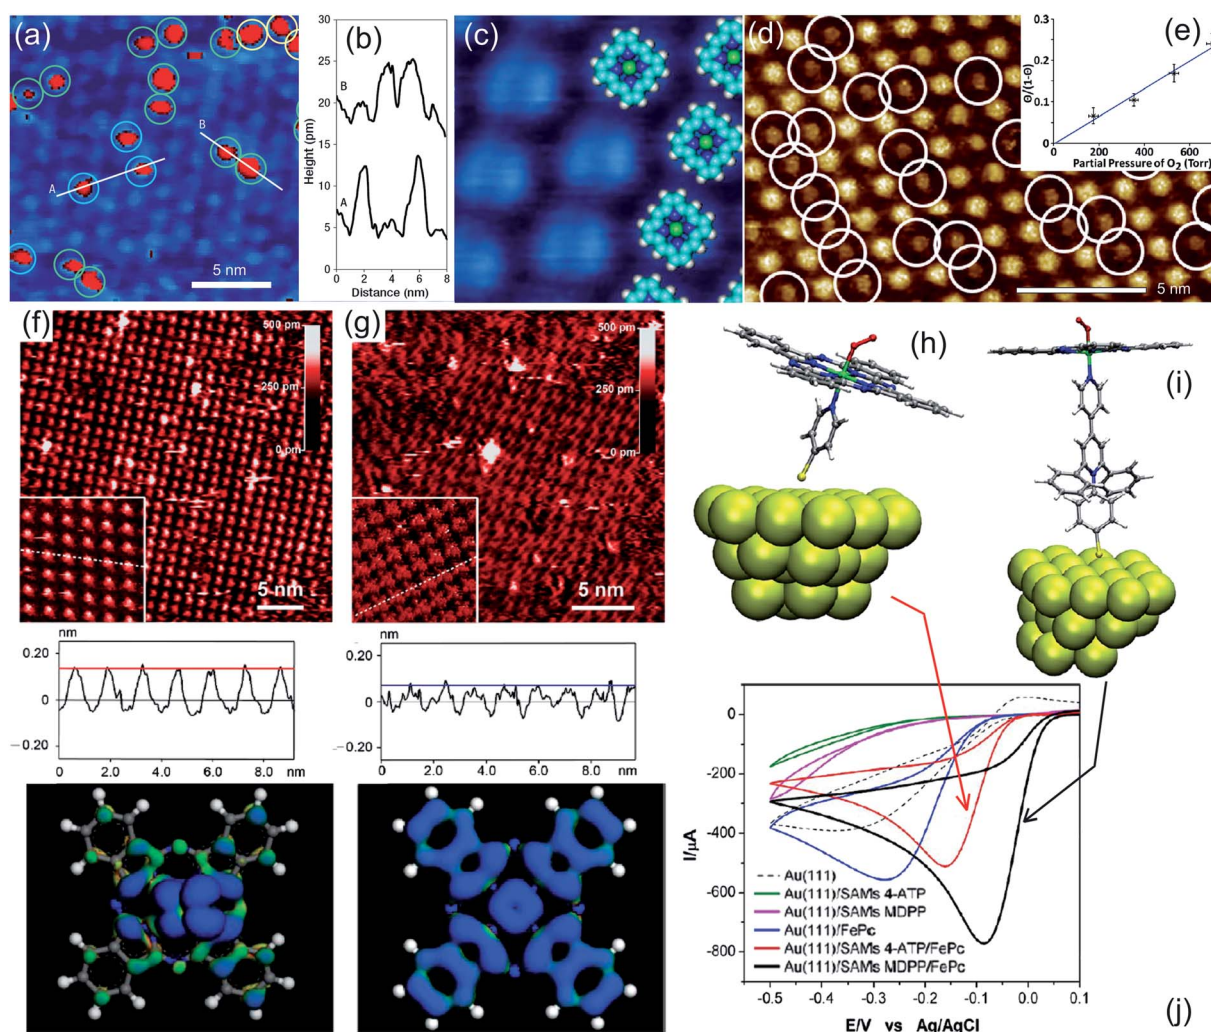 (a)
A
B
5 nm
(b)
Height (pm)
30
25
20
15
10
5
0
B
A
0 2 4 6 8
Distance (nm)
(c)
(d)
5 nm
(e)
Θ/(1-Θ)
0.3
0.2
0.1
0
0 200 400 600
Partial Pressure of O2 (Torr)
(f)
500 pm
250 pm
0 pm
5 nm
(g)
500 pm
250 pm
0 pm
5 nm
(h)
(i)
nm
0.20
0
-0.20
0 2.0 4.0 6.0 8.0
nm
nm
0.20
0
-0.20
0 2.0 4.0 6.0 8.0
nm
I/μA
0
-200
-400
-600
-800
Au(111)
Au(111)/SAMs 4-ATP
Au(111)/SAMs MDPP
Au(111)/FePc
Au(111)/SAMs 4-ATP/FePc
Au(111)/SAMs MDPP/FePc
-0.5 -0.4 -0.3 -0.2 -0.1 0.0 0.1
E/V vs Ag/AgCl
(j)